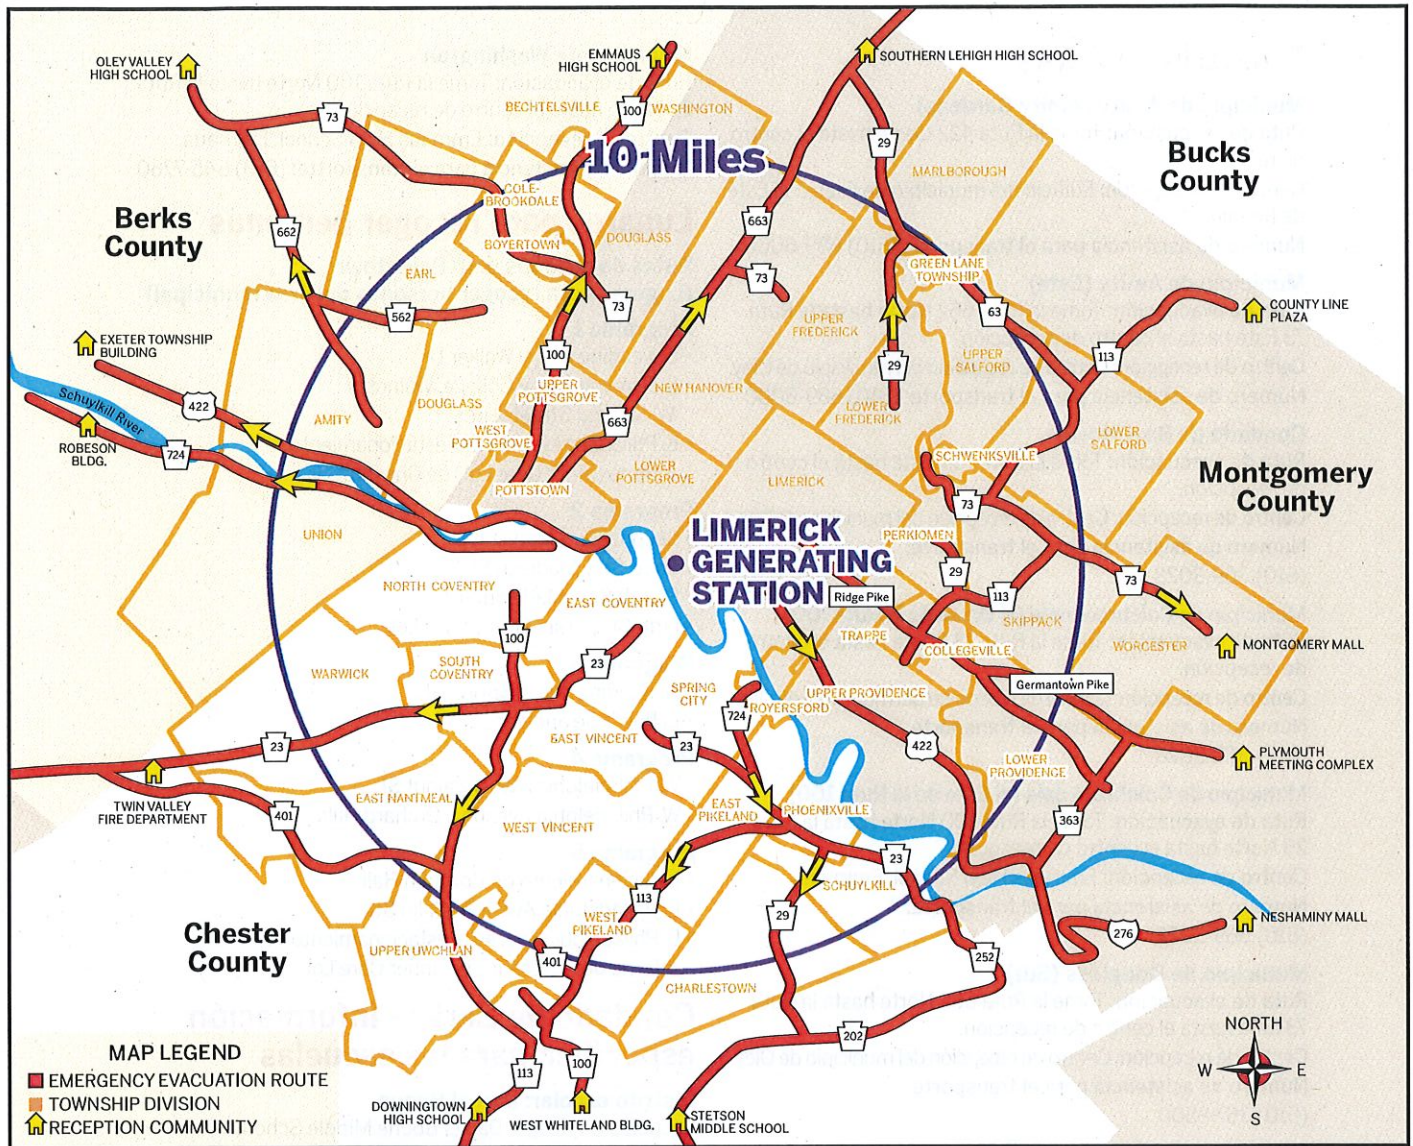 OLEY VALLEY
HIGH SCHOOL
EMMAUS
HIGH SCHOOL
SOUTHERN LEHIGH HIGH SCHOOL
BECHTELSVILLE
100
WASHINGTON
73
29
10-Miles
Bucks
County
MARLBOROUGH
COLE-
BROOKDALE
Berks
County
662
BOYERTOWN
DOUGLASS
663
EARL
GREEN LANE
TOWNSHIP
73
562
73
UPPER
FREDERICK
63
COUNTY LINE
PLAZA
EXETER TOWNSHIP
BUILDING
100
29
UPPER
SALFORD
113
Schuylkill River
422
AMITY
DOUGLASS
UPPER
POTTSGROVE
NEW HANOVER
LOWER
FREDERICK
ROBESON
BLDG.
724
WEST
POTTSGROVE
663
LOWER
SALFORD
SCHWENKSVILLE
LOWER
POTTSGROVE
LIMERICK
Montgomery
County
POTTSTOWN
73
UNION
LIMERICK
GENERATING
STATION
PERKIOMEN
NORTH COVENTRY
EAST COVENTRY
Ridge Pike
29
113
73
100
TRAPPE
SKIPPACK
COLLEGEVILLE
WORCESTER
MONTGOMERY MALL
WARWICK
SOUTH
COVENTRY
23
SPRING
CITY
UPPER PROVIDENCE
Germantown Pike
ROYERSFORD
724
23
EAST VINCENT
23
422
LOWER
PROVIDENCE
PLYMOUTH
MEETING COMPLEX
TWIN VALLEY
FIRE DEPARTMENT
401
EAST NANTMEAL
WEST VINCENT
EAST
PIKELAND
PHOENIXVILLE
363
23
SCHUYLKILL
113
29
WEST
PIKELAND
NESHAMINY MALL
276
Chester
County
UPPER UWCHLAN
401
252
CHARLESTOWN
202
NORTH
W
E
S
MAP LEGEND
EMERGENCY EVACUATION ROUTE
TOWNSHIP DIVISION
RECEPTION COMMUNITY
113
100
DOWNINGTOWN
HIGH SCHOOL
WEST WHITELAND BLDG.
STETSON
MIDDLE SCHOOL